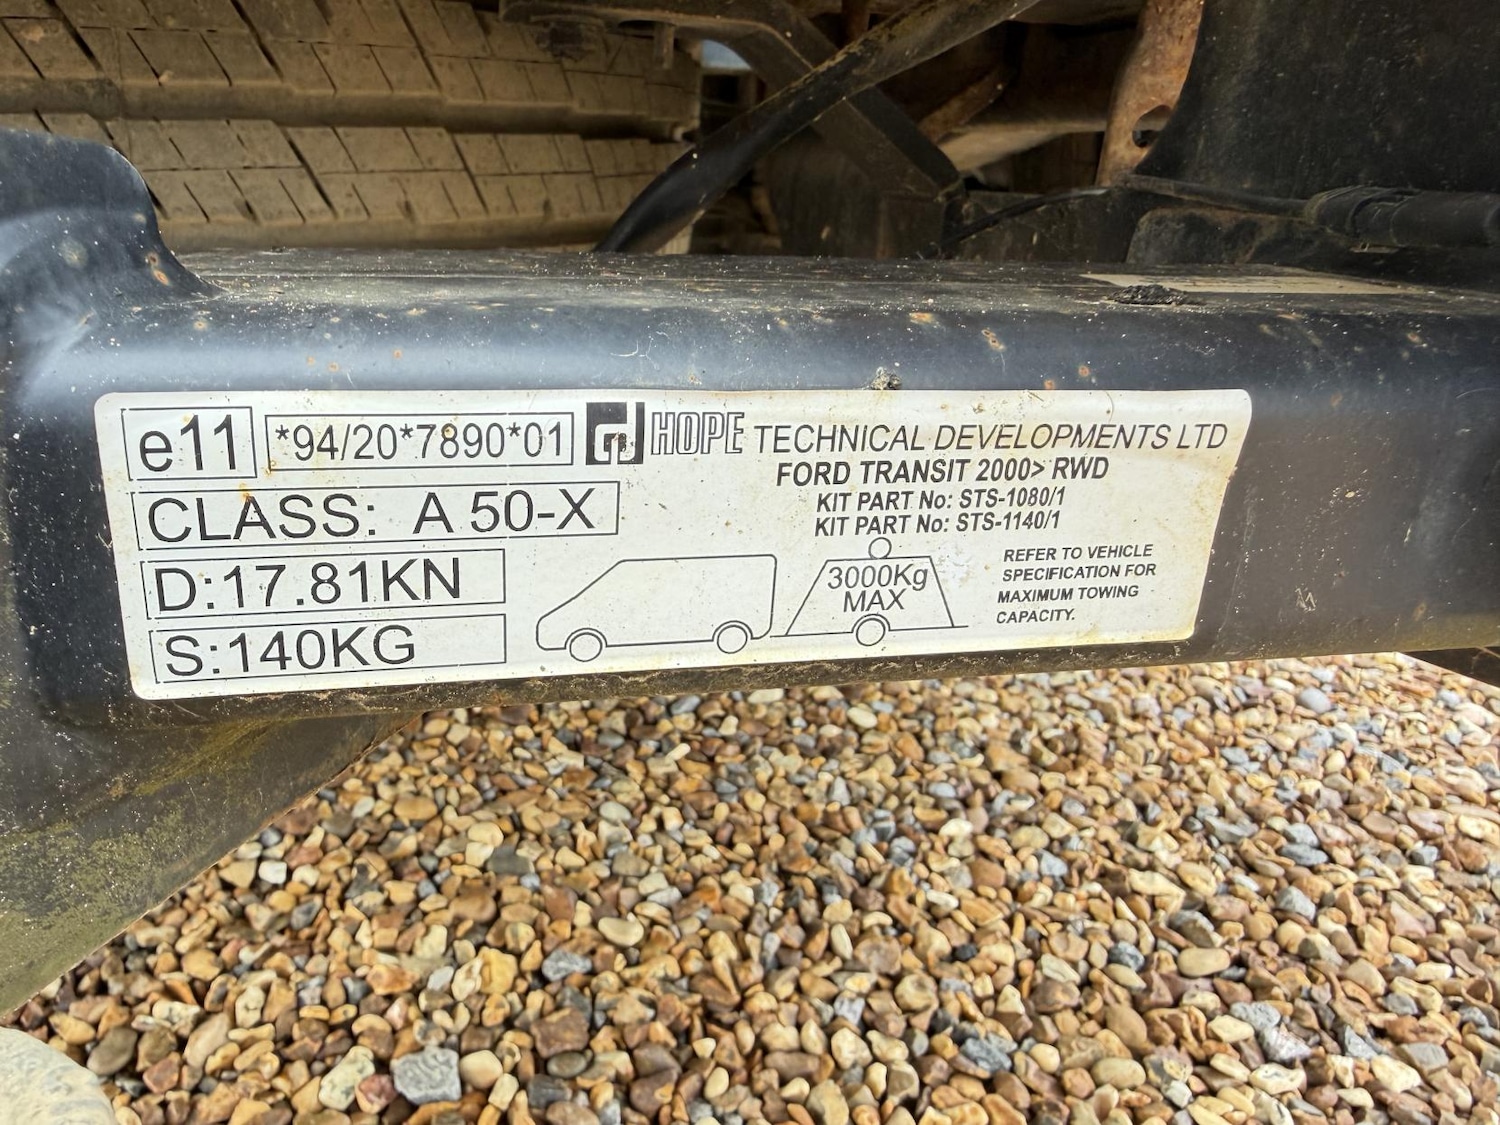 e11 *94/20*7890*01 HOPE TECHNICAL DEVELOPMENTS LTD
FORD TRANSIT 2000> RWD
KIT PART No: STS-1080/1
KIT PART No: STS-1140/1
CLASS: A 50-X
D:17.81KN
S:140KG
3000Kg
MAX
REFER TO VEHICLE
SPECIFICATION FOR
MAXIMUM TOWING
CAPACITY.